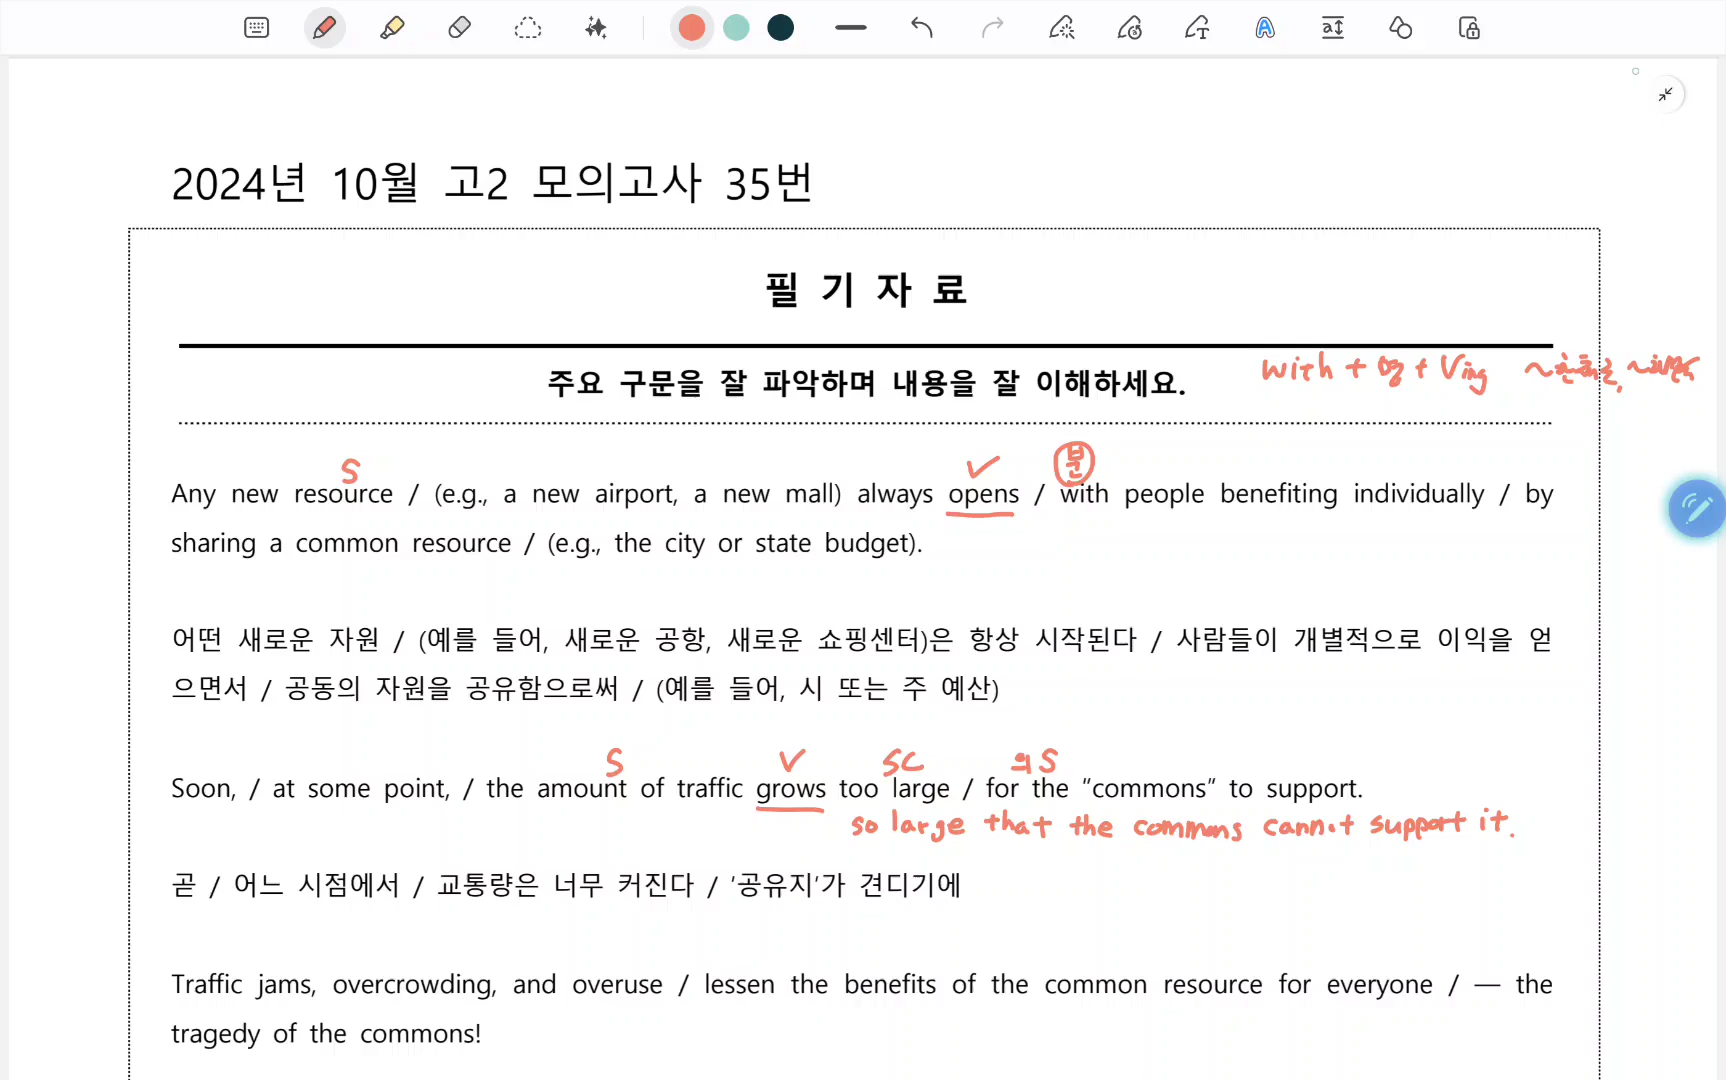 2024년 10월 고2 모의고사 35번
필 기 자 료
주요 구문을 잘 파악하며 내용을 잘 이해하세요.
with + 명 + Ving
S V 분
Any new resource / (e.g., a new airport, a new mall) always opens / with people benefiting individually / by
sharing a common resource / (e.g., the city or state budget).
어떤 새로운 자원 / (예를 들어, 새로운 공항, 새로운 쇼핑센터)은 항상 시작된다 / 사람들이 개별적으로 이익을 얻
으면서 / 공동의 자원을 공유함으로써 / (예를 들어, 시 또는 주 예산)
S V SC 의S
Soon, / at some point, / the amount of traffic grows too large / for the “commons” to support.
so large that the commons cannot support it.
곧 / 어느 시점에서 / 교통량은 너무 커진다 / ‘공유지’가 견디기에
Traffic jams, overcrowding, and overuse / lessen the benefits of the common resource for everyone / — the
tragedy of the commons!